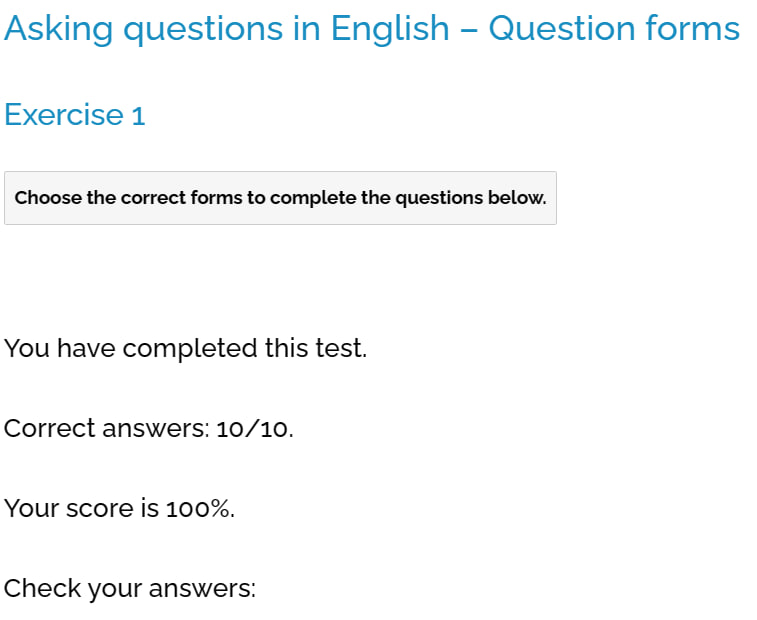 Asking questions in English – Question forms
Exercise 1
Choose the correct forms to complete the questions below.
You have completed this test.
Correct answers: 10/10.
Your score is 100%.
Check your answers: